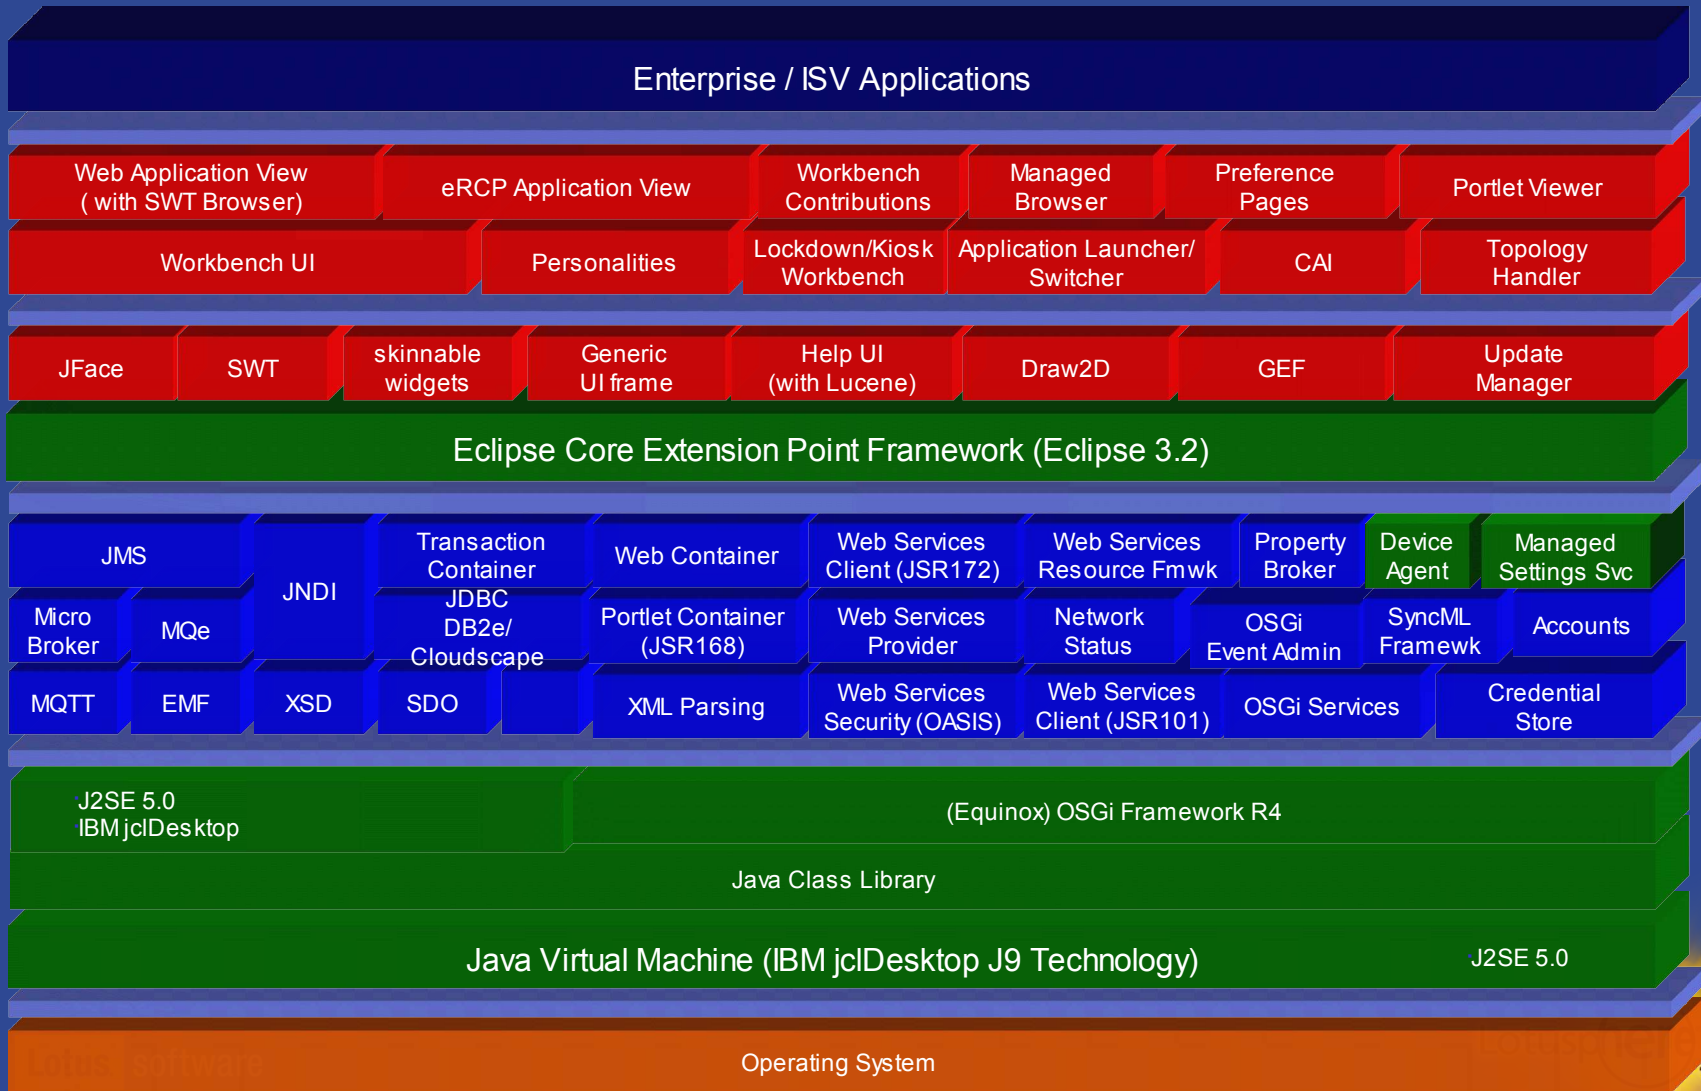 Enterprise / ISV Applications
Web Application View
( with SWT Browser)
eRCP Application View
Workbench
Contributions
Managed
Browser
Preference
Pages
Portlet Viewer
Workbench UI
Personalities
Lockdown/Kiosk
Workbench
Application Launcher/
Switcher
CAI
Topology
Handler
JFace
SWT
skinnable
widgets
Generic
UI frame
Help UI
(with Lucene)
Draw2D
GEF
Update
Manager
Eclipse Core Extension Point Framework (Eclipse 3.2)
JMS
JNDI
Transaction
Container
Web Container
Web Services
Client (JSR172)
Web Services
Resource Fmwk
Property
Broker
Device
Agent
Managed
Settings Svc
Micro
Broker
MQe
JDBC
DB2e/
Cloudscape
Portlet Container
(JSR168)
Web Services
Provider
Network
Status
OSGi
Event Admin
SyncML
Framewk
Accounts
MQTT
EMF
XSD
SDO
XML Parsing
Web Services
Security (OASIS)
Web Services
Client (JSR101)
OSGi Services
Credential
Store
J2SE 5.0
IBM jclDesktop
(Equinox) OSGi Framework R4
Java Class Library
Java Virtual Machine (IBM jclDesktop J9 Technology)
J2SE 5.0
Operating System
Lotus software
Lotusphere